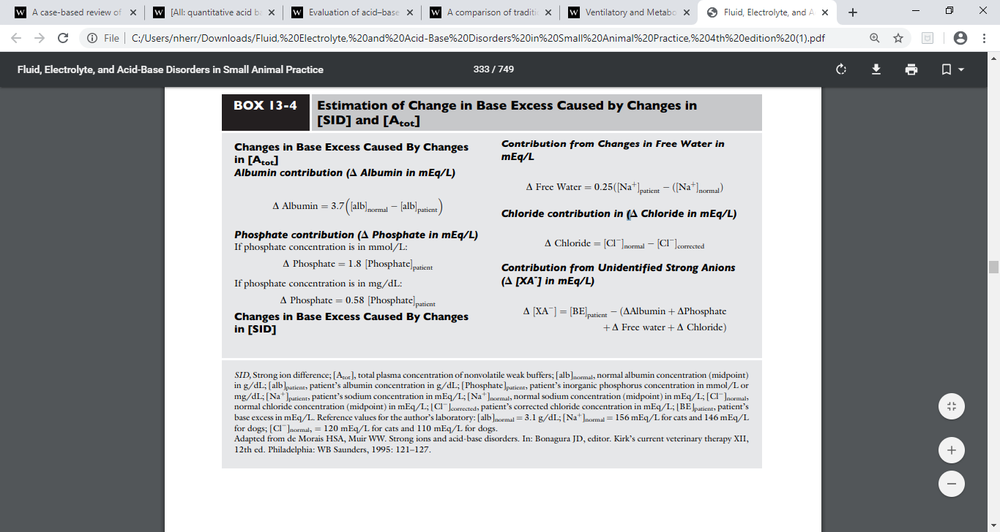 A case-based review of
[All: quantitative acid ba
Evaluation of acid–base
A comparison of traditio
Ventilatory and Metabo
Fluid, Electrolyte, and A
File
C:/Users/nherr/Downloads/Fluid,%20Electrolyte,%20and%20Acid-Base%20Disorders%20in%20Small%20Animal%20Practice,%204th%20edition%20(1).pdf
Fluid, Electrolyte, and Acid-Base Disorders in Small Animal Practice
333 / 749
BOX 13-4
Estimation of Change in Base Excess Caused by Changes in
[SID] and [Atot]
Changes in Base Excess Caused By Changes
in [Atot]
Albumin contribution (Δ Albumin in mEq/L)
Δ Albumin = 3.7([alb]normal − [alb]patient)
Phosphate contribution (Δ Phosphate in mEq/L)
If phosphate concentration is in mmol/L:
Δ Phosphate = 1.8 [Phosphate]patient
If phosphate concentration is in mg/dL:
Δ Phosphate = 0.58 [Phosphate]patient
Changes in Base Excess Caused By Changes
in [SID]
Contribution from Changes in Free Water in
mEq/L
Δ Free Water = 0.25([Na⁺]patient − ([Na⁺]normal)
Chloride contribution in (Δ Chloride in mEq/L)
Δ Chloride = [Cl⁻]normal − [Cl⁻]corrected
Contribution from Unidentified Strong Anions
(Δ [XA⁻] in mEq/L)
Δ [XA⁻] = [BE]patient − (ΔAlbumin + ΔPhosphate
+ Δ Free water + Δ Chloride)
SID, Strong ion difference; [Atot], total plasma concentration of nonvolatile weak buffers; [alb]normal, normal albumin concentration (midpoint)
in g/dL; [alb]patient, patient's albumin concentration in g/dL; [Phosphate]patient, patient's inorganic phosphorus concentration in mmol/L or
mg/dL; [Na⁺]patient, patient's sodium concentration in mEq/L; [Na⁺]normal, normal sodium concentration (midpoint) in mEq/L; [Cl⁻]normal,
normal chloride concentration (midpoint) in mEq/L; [Cl⁻]corrected, patient's corrected chloride concentration in mEq/L; [BE]patient, patient's
base excess in mEq/L. Reference values for the author's laboratory: [alb]normal = 3.1 g/dL; [Na⁺]normal = 156 mEq/L for cats and 146 mEq/L
for dogs; [Cl⁻]normal, = 120 mEq/L for cats and 110 mEq/L for dogs.
Adapted from de Morais HSA, Muir WW. Strong ions and acid-base disorders. In: Bonagura JD, editor. Kirk's current veterinary therapy XII,
12th ed. Philadelphia: WB Saunders, 1995: 121–127.